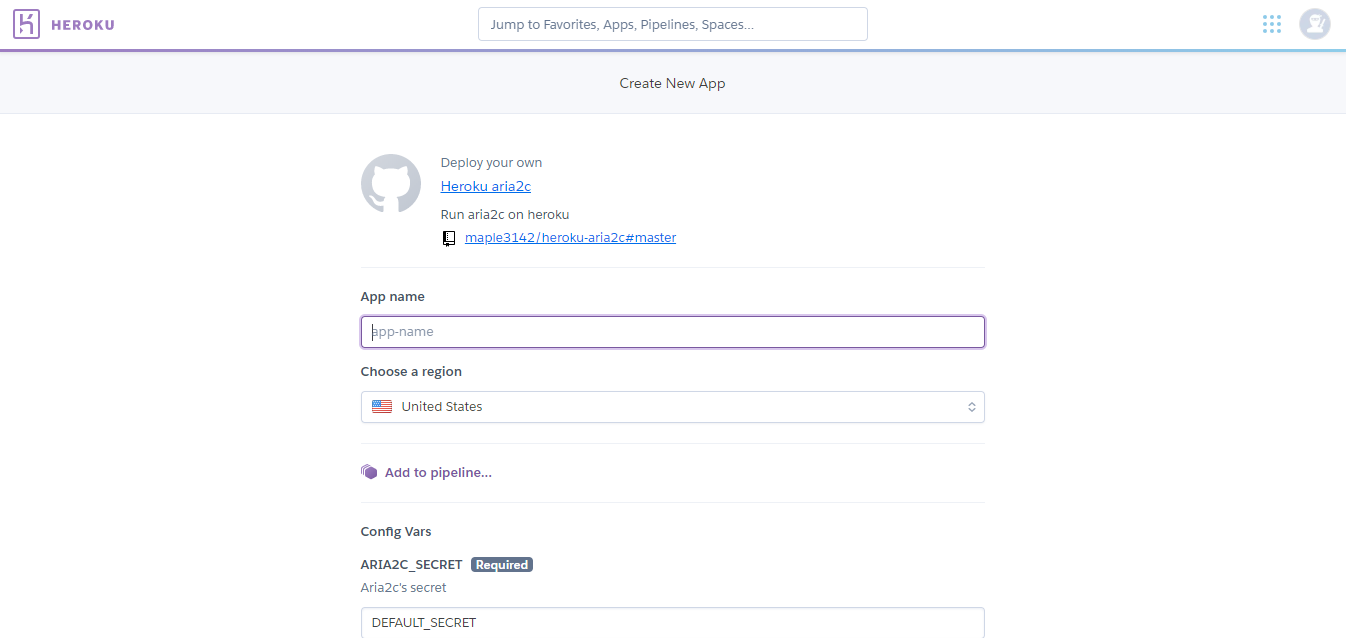 HEROKU
Jump to Favorites, Apps, Pipelines, Spaces...
Create New App
Deploy your own
Heroku aria2c
Run aria2c on heroku
maple3142/heroku-aria2c#master
App name
app-name
Choose a region
United States
Add to pipeline...
Config Vars
ARIA2C_SECRET Required
Aria2c's secret
DEFAULT_SECRET